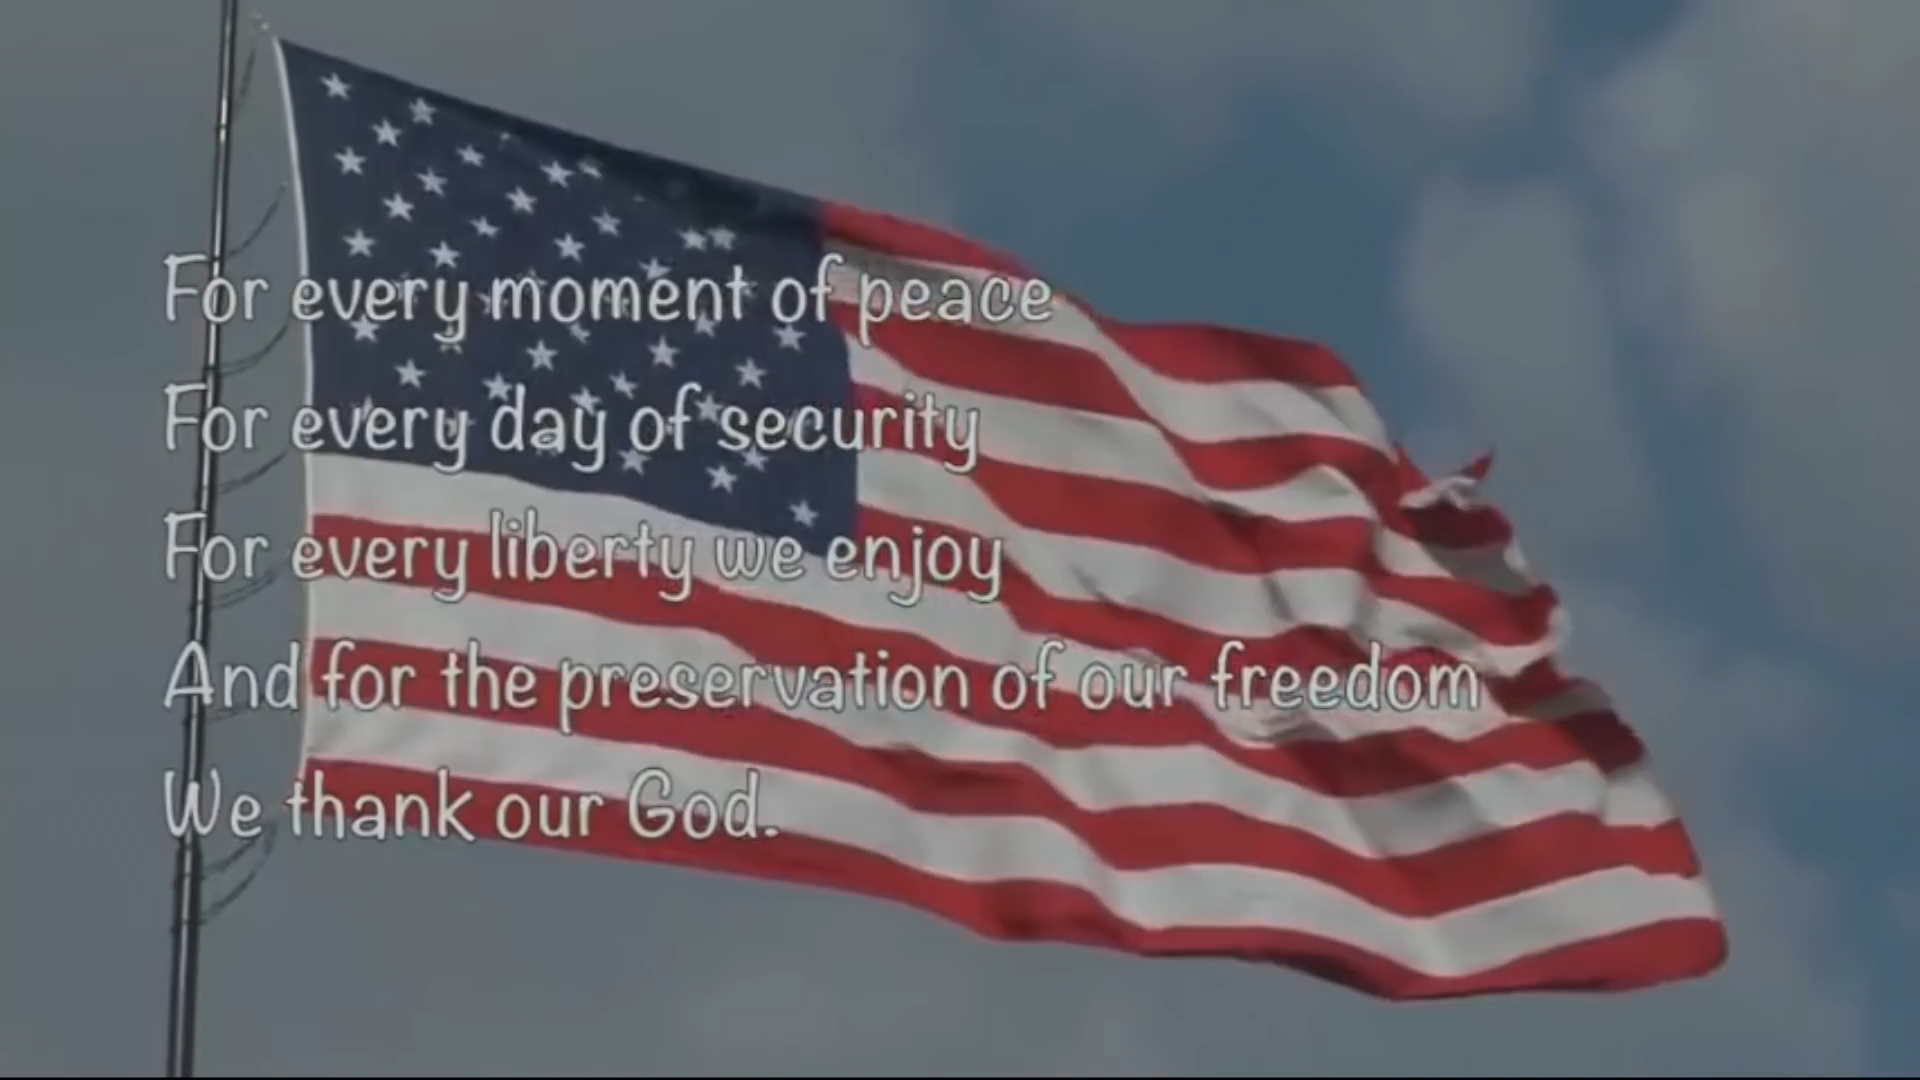 For every moment of peace
For every day of security
For every liberty we enjoy
And for the preservation of our freedom
We thank our God.